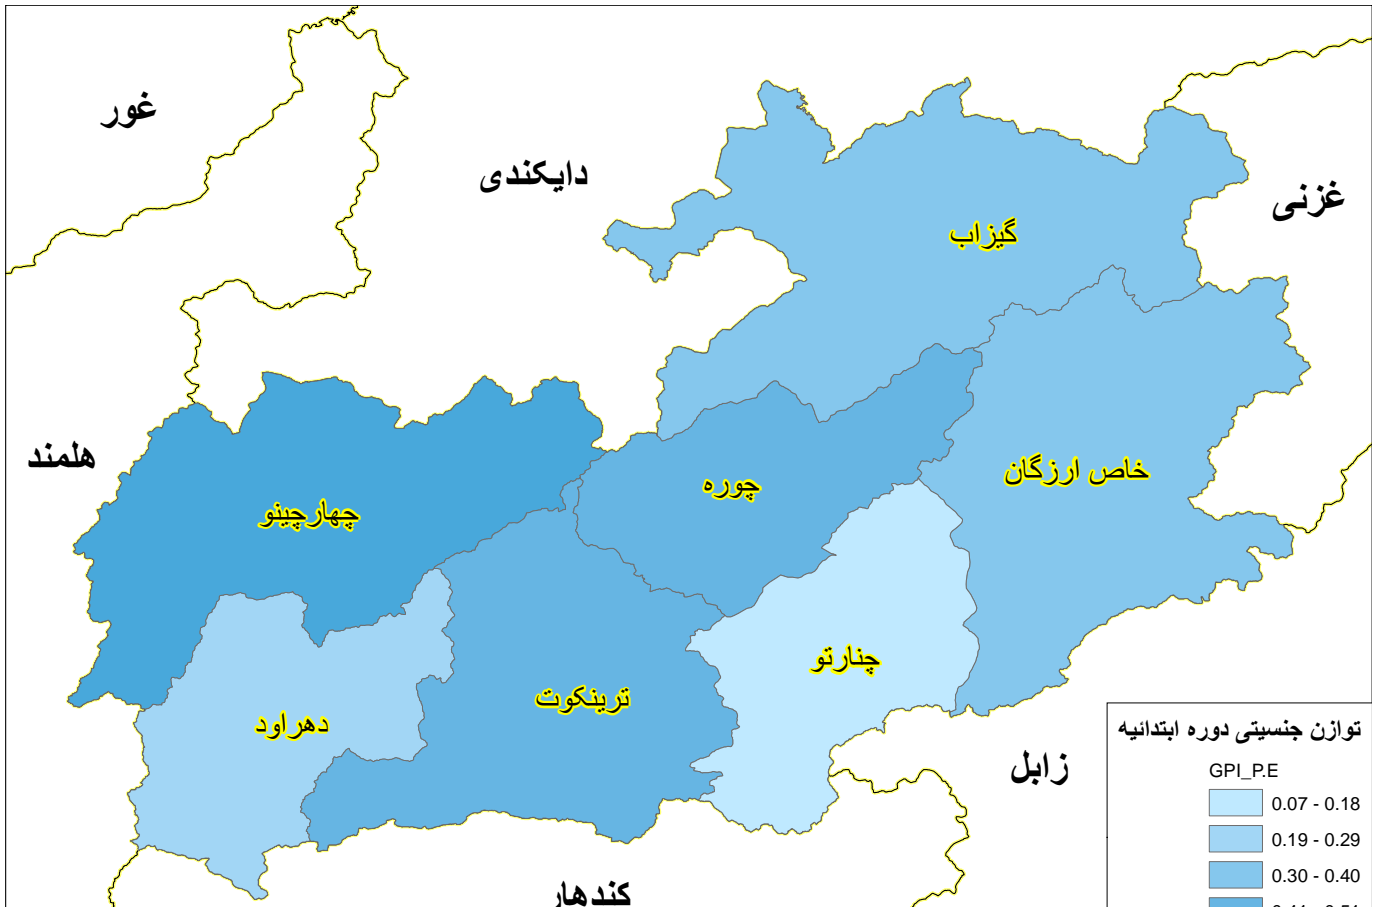 غور
دایکندی
غزنی
گیزاب
هلمند
خاص ارزگان
چوره
چهارچینو
چنارتو
ترینکوت
دهراود
زابل
کندهار
توازن جنسیتی دوره ابتدائیه
GPI_P.E
0.07 - 0.18
0.19 - 0.29
0.30 - 0.40